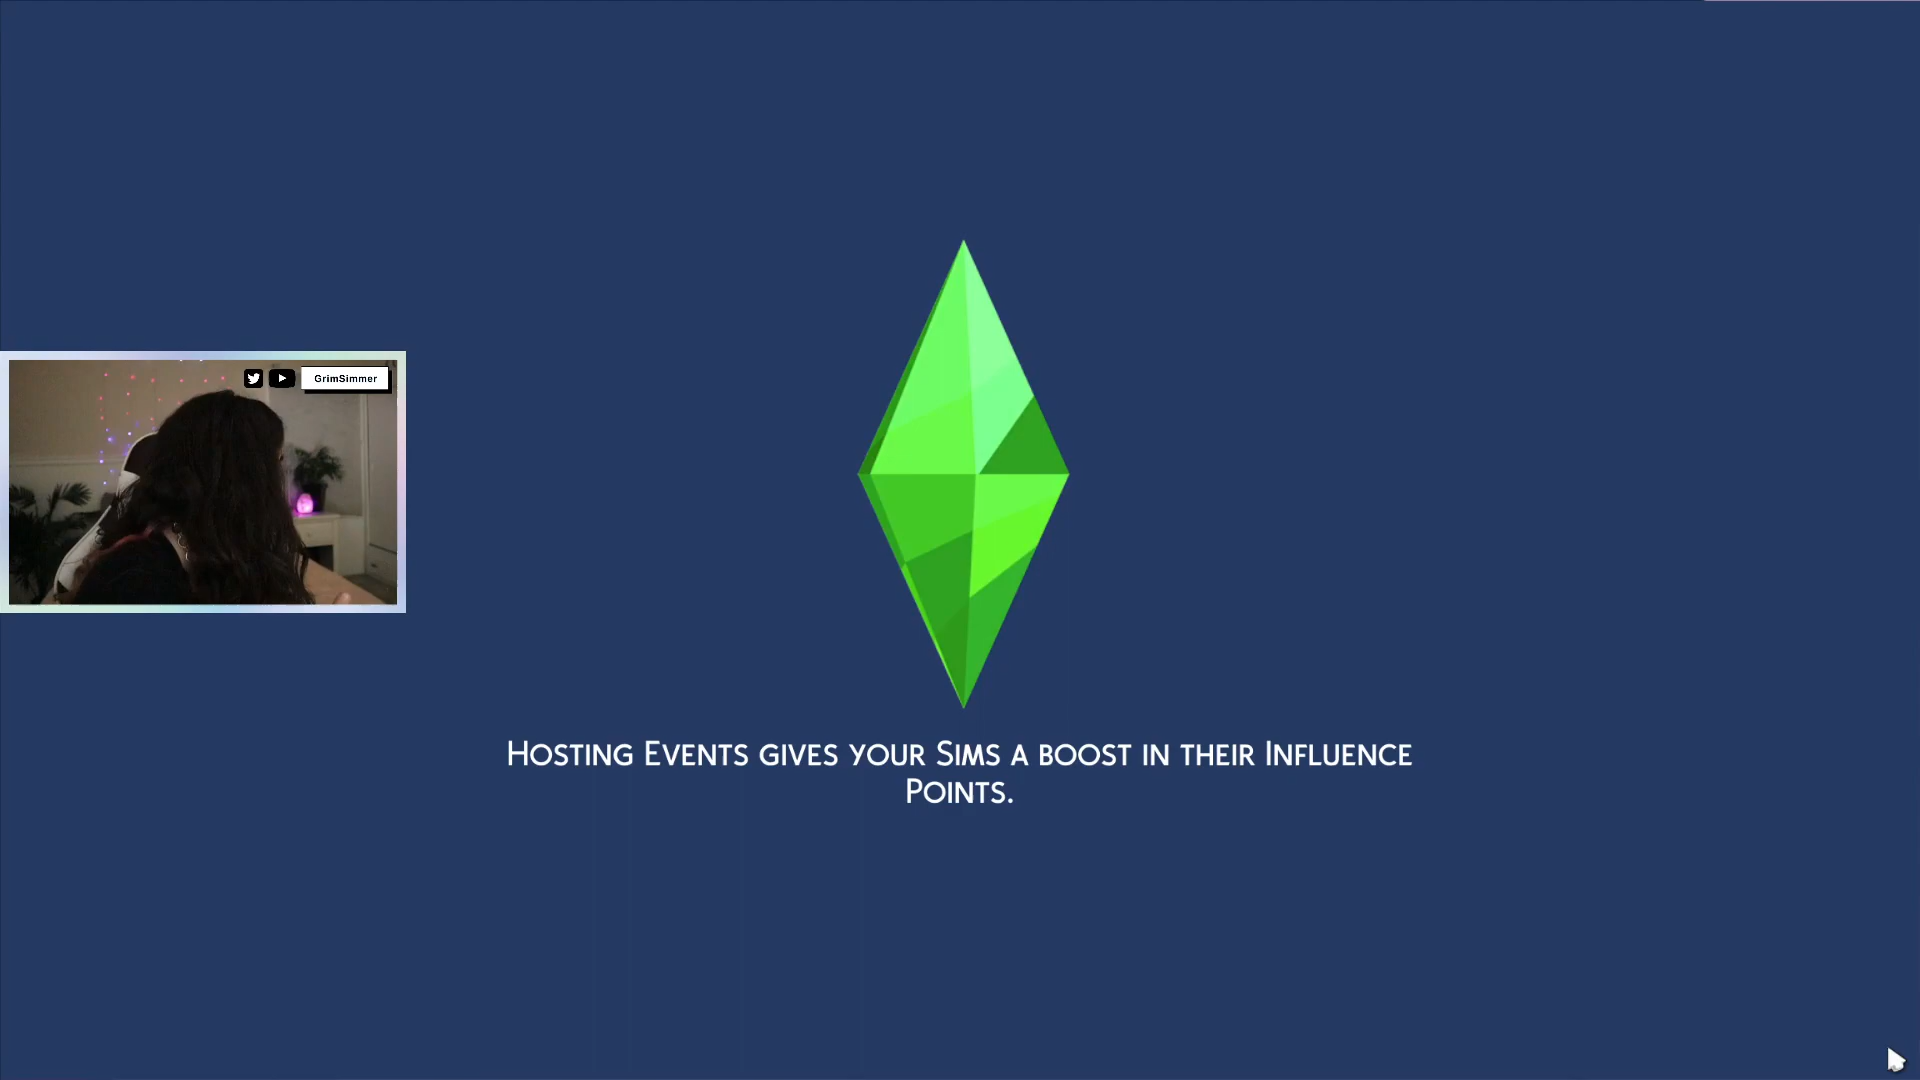 GrimSimmer
Hosting Events gives your Sims a boost in their Influence
Points.